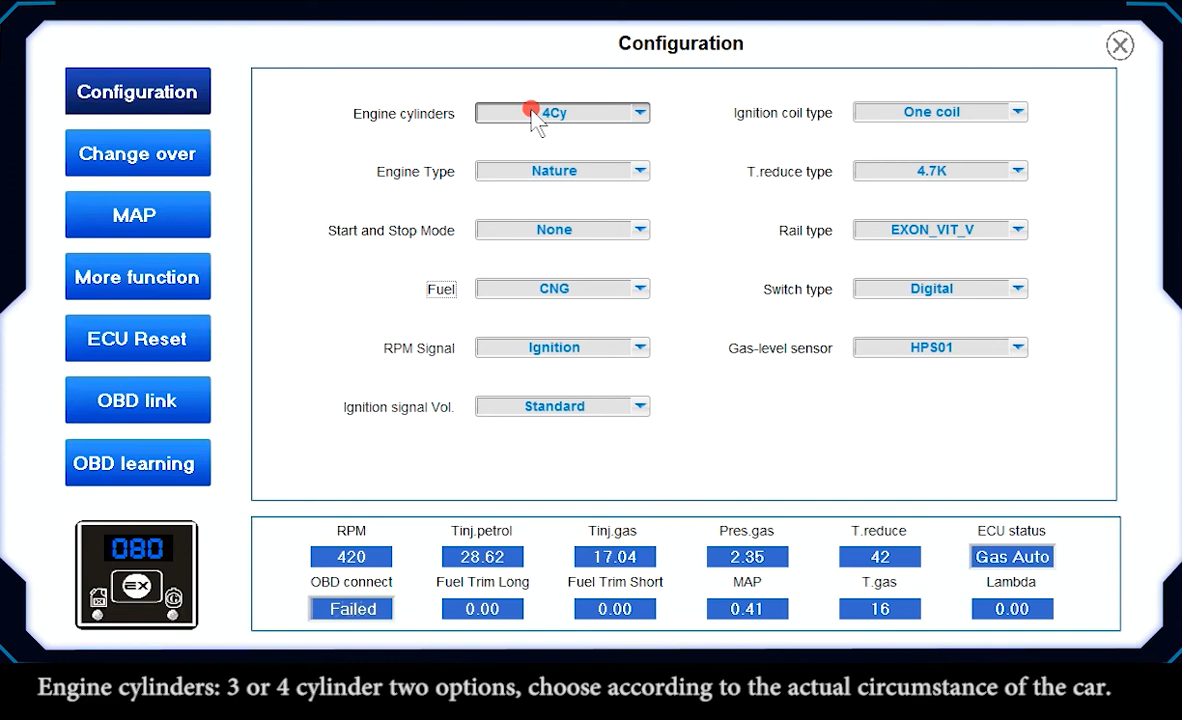 Configuration
Configuration
Change over
MAP
More function
ECU Reset
OBD link
OBD learning
Engine cylinders 4Cy
Engine Type Nature
Start and Stop Mode None
Fuel CNG
RPM Signal Ignition
Ignition signal Vol. Standard
Ignition coil type One coil
T.reduce type 4.7K
Rail type EXON_VIT_V
Switch type Digital
Gas-level sensor HPS01
080
EX
RPM Tinj.petrol Tinj.gas Pres.gas T.reduce ECU status
420 28.62 17.04 2.35 42 Gas Auto
OBD connect Fuel Trim Long Fuel Trim Short MAP T.gas Lambda
Failed 0.00 0.00 0.41 16 0.00
Engine cylinders: 3 or 4 cylinder two options, choose according to the actual circumstance of the car.